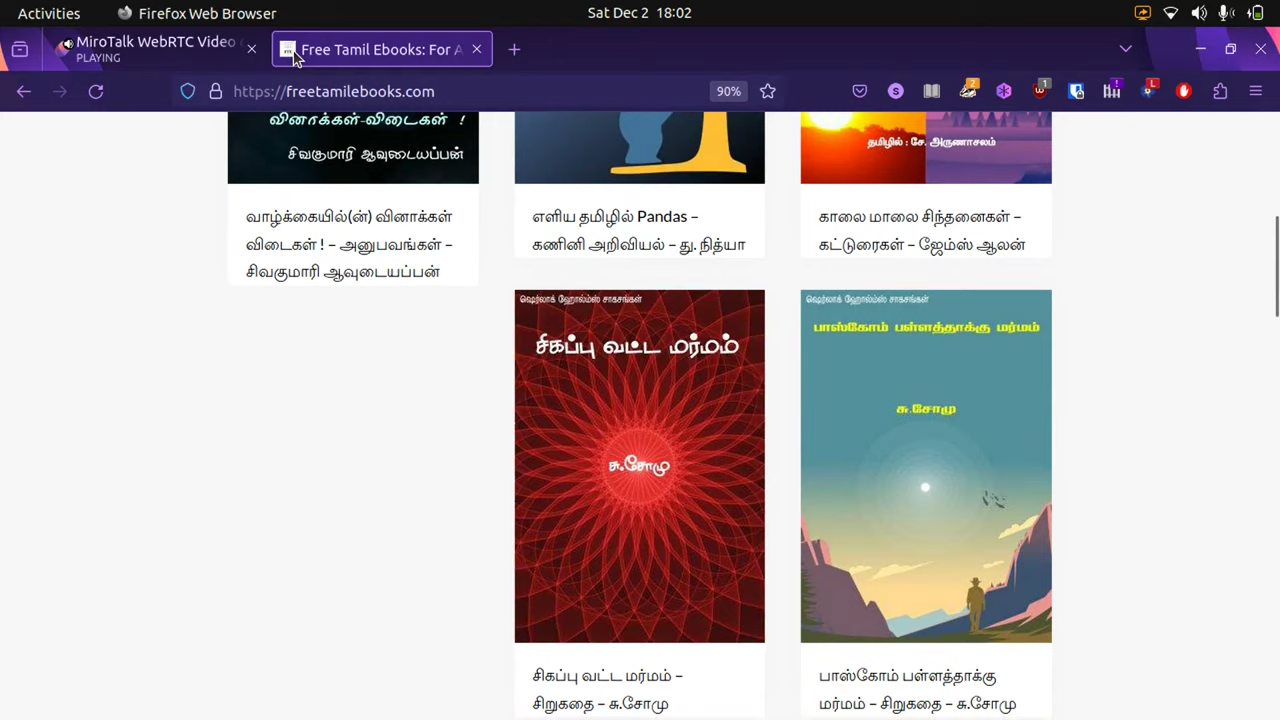 Activities
Firefox Web Browser
Sat Dec 2 18:02
MiroTalk WebRTC Video
PLAYING
Free Tamil Ebooks: For A
https://freetamilebooks.com
90%
2
1
வினாக்கள்-விடைகள் !
சிவகுமாரி ஆவுடையப்பன்
தமிழில் : சே. அருணாசலம்
வாழ்க்கையில்(ன்) வினாக்கள்
விடைகள் ! – அனுபவங்கள் –
சிவகுமாரி ஆவுடையப்பன்
எளிய தமிழில் Pandas –
கணினி அறிவியல் – து. நித்யா
காலை மாலை சிந்தனைகள் –
கட்டுரைகள் – ஜேம்ஸ் ஆலன்
ஷெர்லாக் ஹோல்ம்ஸ் சாகசங்கள்
சிகப்பு வட்ட மர்மம்
சு.சோமு
சிகப்பு வட்ட மர்மம் –
சிறுகதை – சு.சோமு
ஷெர்லாக் ஹோல்ம்ஸ் சாகசங்கள்
பாஸ்கோம் பள்ளத்தாக்கு மர்மம்
சு.சோமு
பாஸ்கோம் பள்ளத்தாக்கு
மர்மம் – சிறுகதை – சு.சோமு